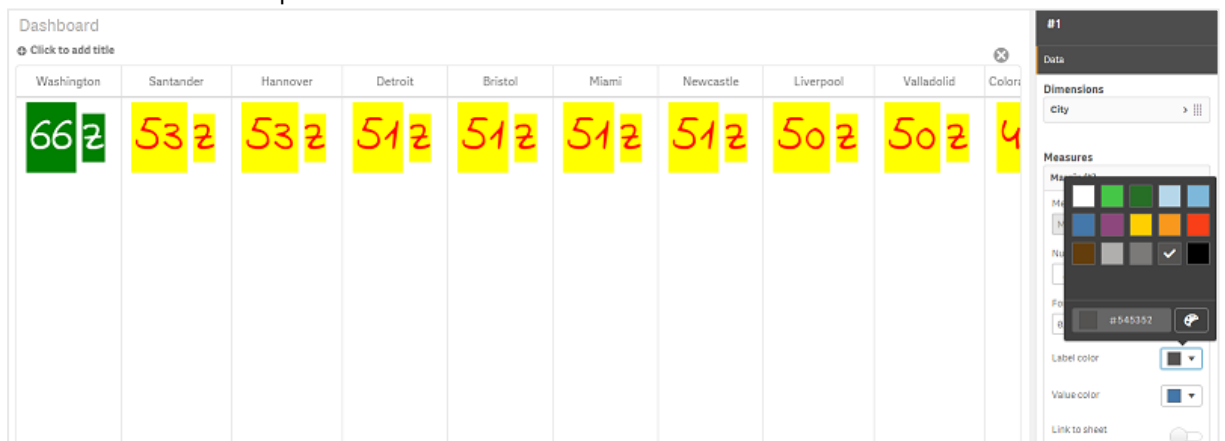 Dashboard
Click to add title
Washington Santander Hannover Detroit Bristol Miami Newcastle Liverpool Valladolid
66 z 53 z 53 z 51 z 51 z 51 z 51 z 50 z 50 z 4
#1
Data
Dimensions
City
Measures
#545352
Label color
Value color
Link to sheet